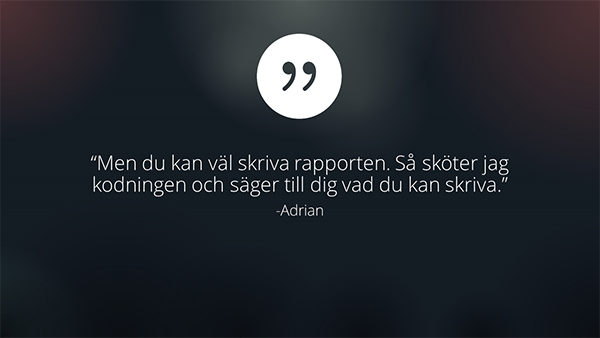 “Men du kan väl skriva rapporten. Så sköter jag
kodningen och säger till dig vad du kan skriva.”
-Adrian